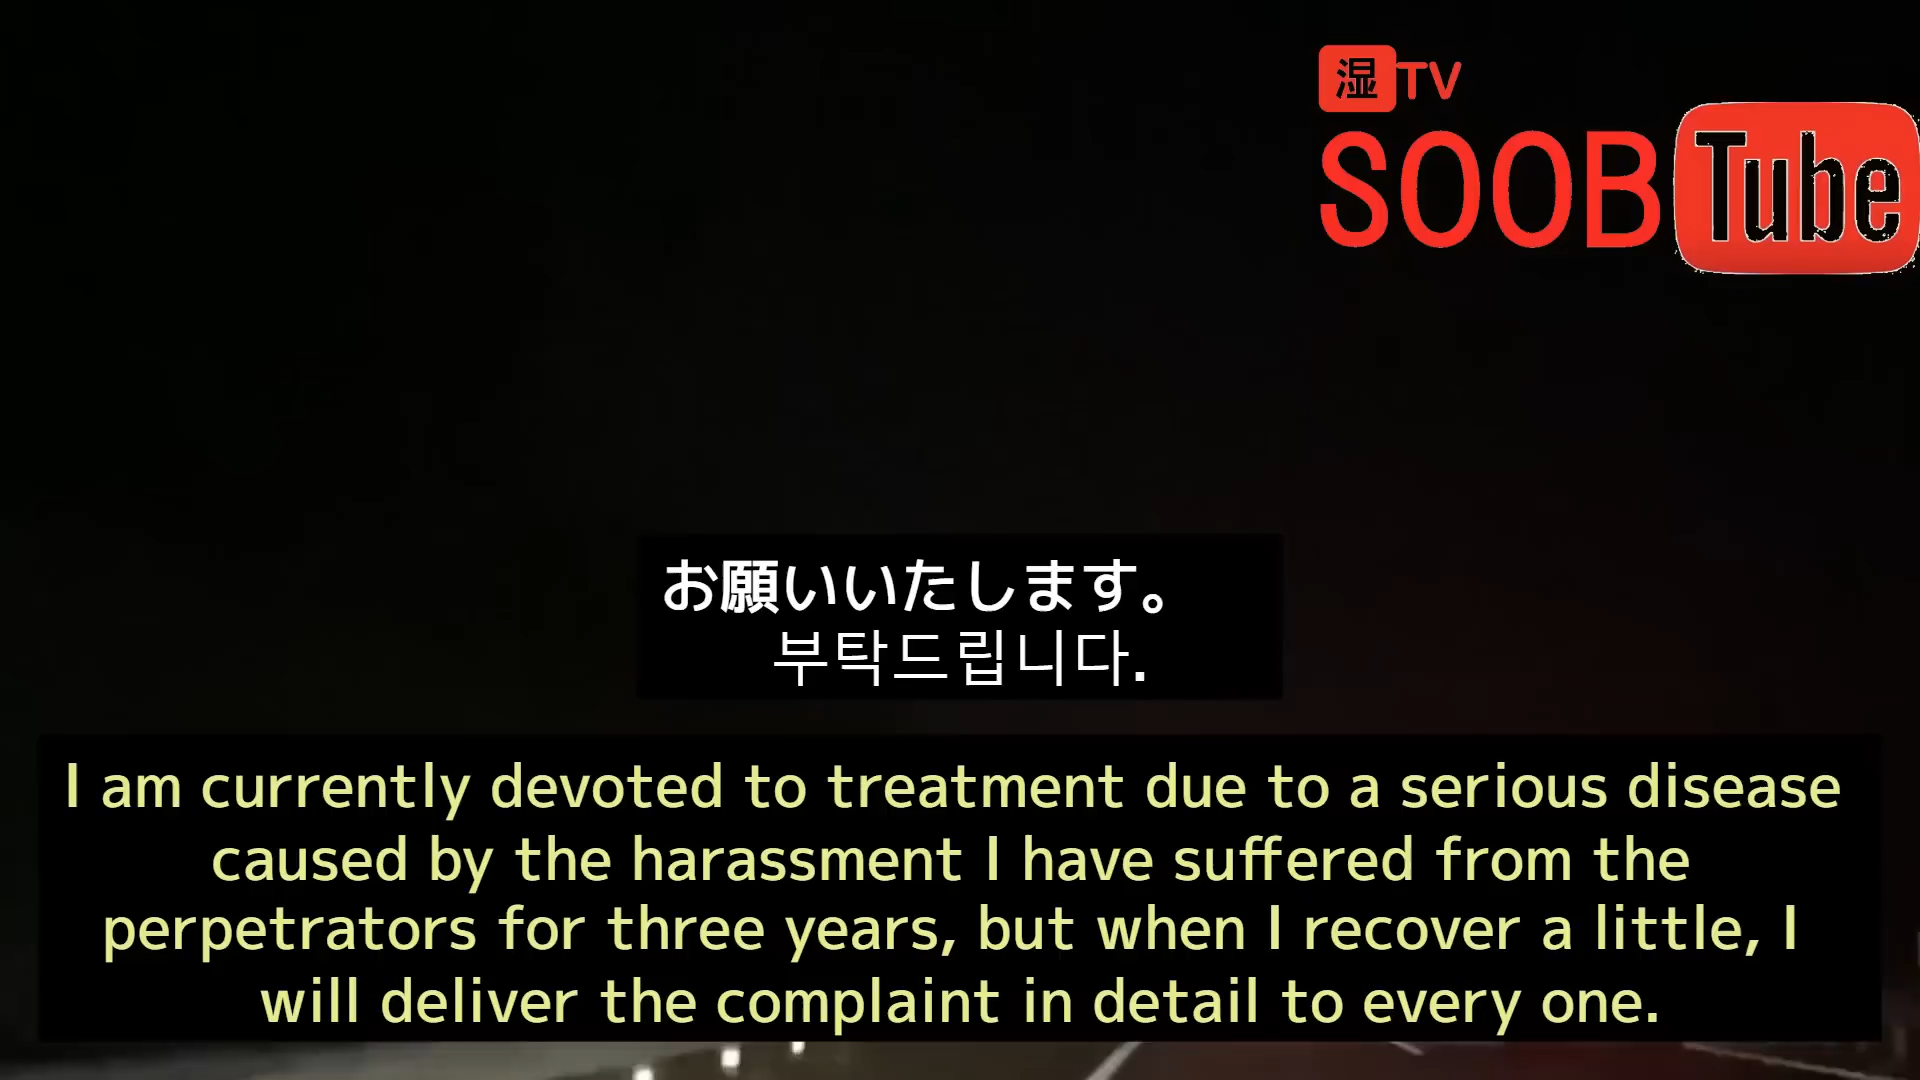 湿TV
SOOB Tube
お願いいたします。
부탁드립니다.
I am currently devoted to treatment due to a serious disease
caused by the harassment I have suffered from the
perpetrators for three years, but when I recover a little, I
will deliver the complaint in detail to every one.